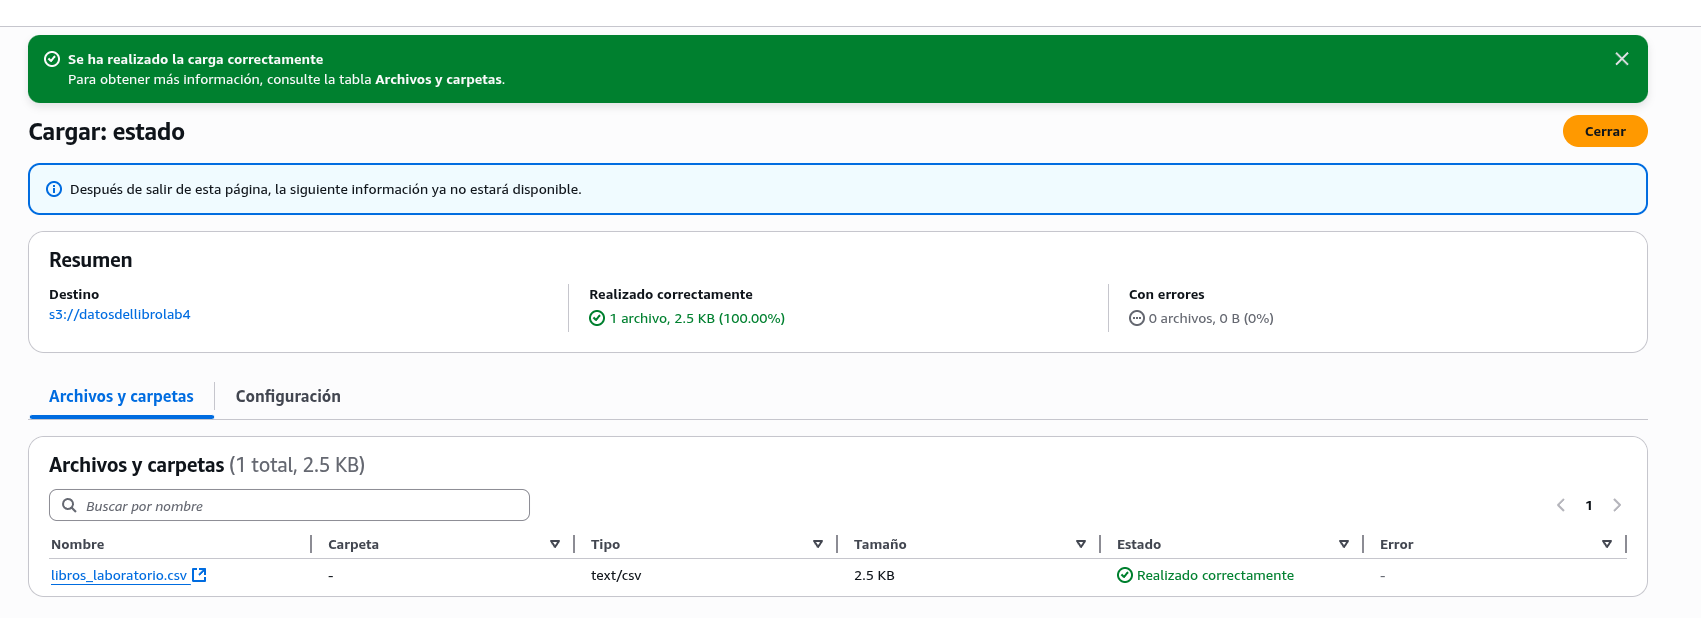 Se ha realizado la carga correctamente
Para obtener más información, consulte la tabla Archivos y carpetas.
Cargar: estado
Cerrar
Después de salir de esta página, la siguiente información ya no estará disponible.
Resumen
Destino
s3://datosdellibrolab4
Realizado correctamente
1 archivo, 2.5 KB (100.00%)
Con errores
0 archivos, 0 B (0%)
Archivos y carpetas
Configuración
Archivos y carpetas (1 total, 2.5 KB)
Buscar por nombre
1
Nombre Carpeta Tipo Tamaño Estado Error
libros_laboratorio.csv - text/csv 2.5 KB Realizado correctamente -